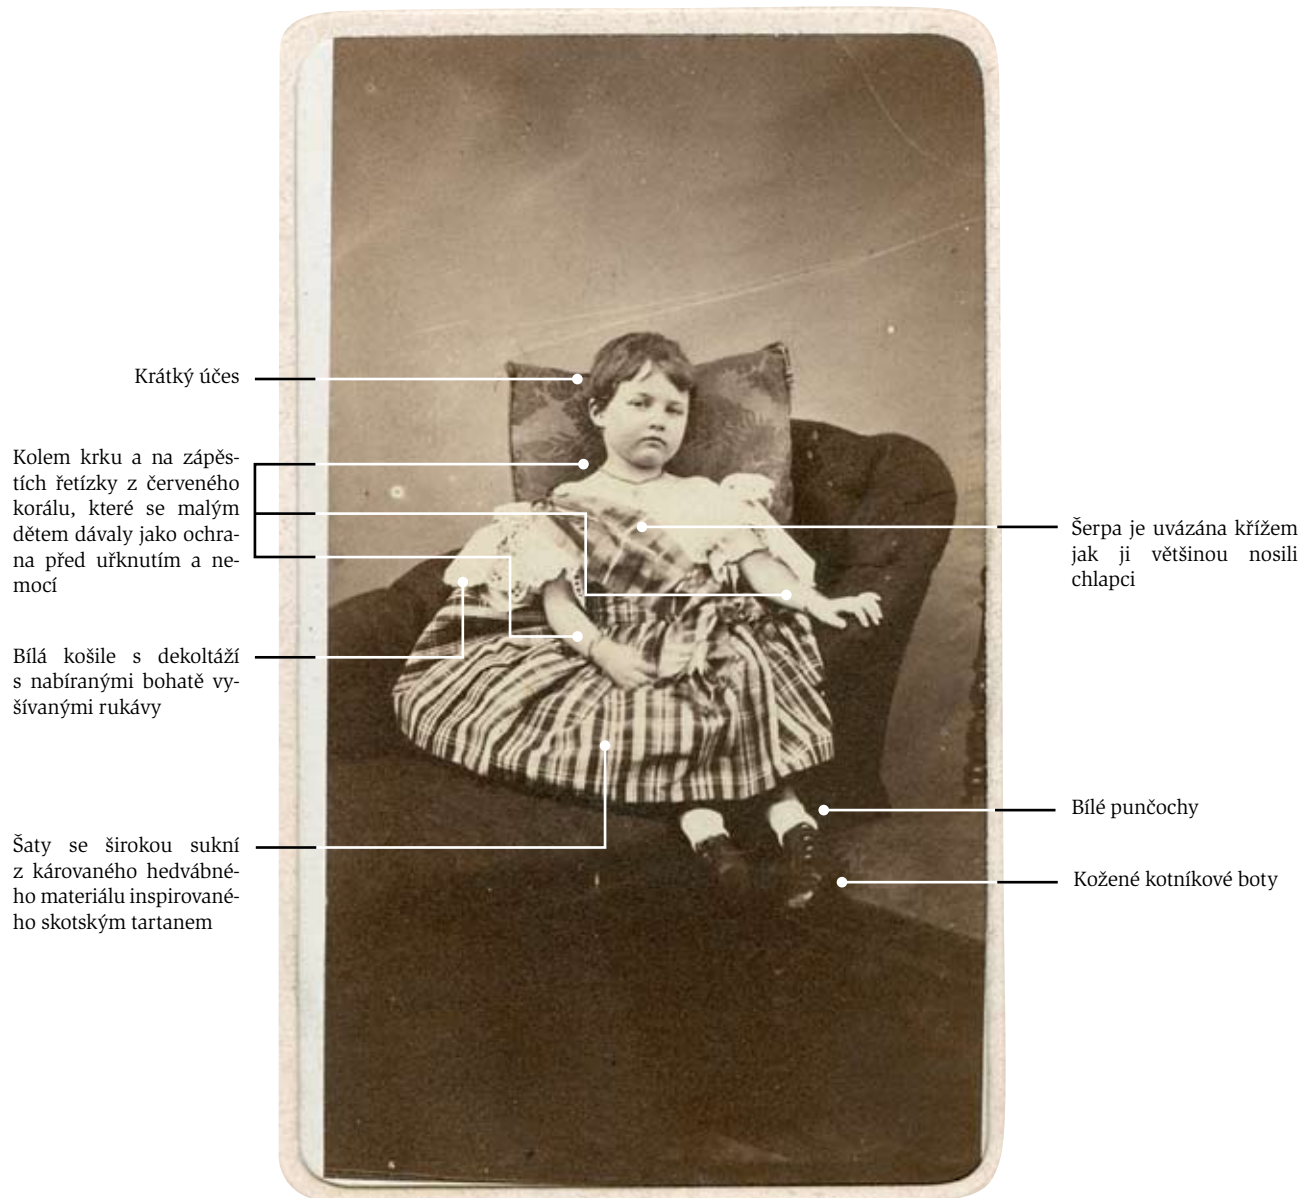 Krátký účes
Kolem krku a na zápěs-
tích řetízky z červeného
korálu, které se malým
dětem dávaly jako ochra-
na před uřknutím a ne-
mocí
Bílá košile s dekoltáží
s nabíranými bohatě vy-
šívanými rukávy
Šaty se širokou sukní
z károvaného hedvábné-
ho materiálu inspirované-
ho skotským tartanem
Šerpa je uvázána křížem
jak ji většinou nosili
chlapci
Bílé punčochy
Kožené kotníkové boty